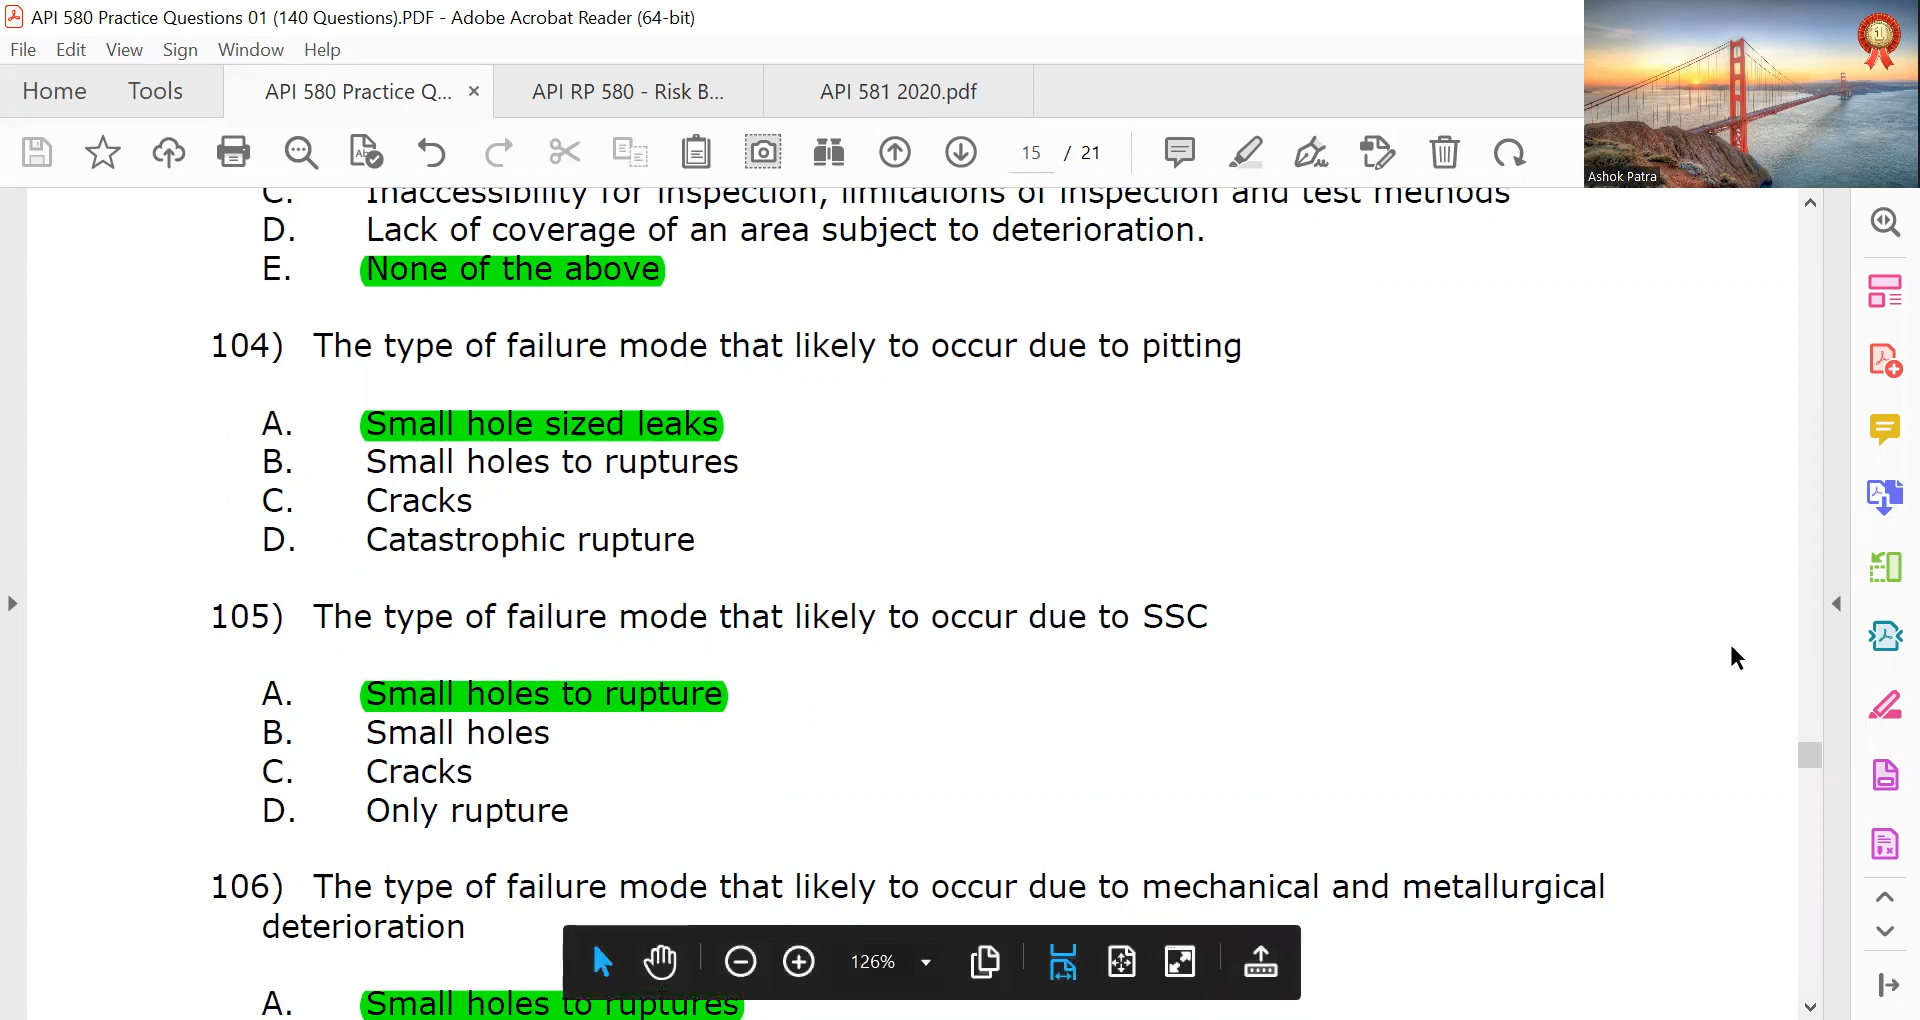 API 580 Practice Questions 01 (140 Questions).PDF - Adobe Acrobat Reader (64-bit)
File Edit View Sign Window Help
Home Tools API 580 Practice Q... × API RP 580 - Risk B... API 581 2020.pdf
15 / 21
1
Ashok Patra
C. Inaccessibility for inspection, limitations of inspection and test methods
D. Lack of coverage of an area subject to deterioration.
E. None of the above
104) The type of failure mode that likely to occur due to pitting
A. Small hole sized leaks
B. Small holes to ruptures
C. Cracks
D. Catastrophic rupture
105) The type of failure mode that likely to occur due to SSC
A. Small holes to rupture
B. Small holes
C. Cracks
D. Only rupture
106) The type of failure mode that likely to occur due to mechanical and metallurgical
deterioration
126%
A. Small holes to ruptures